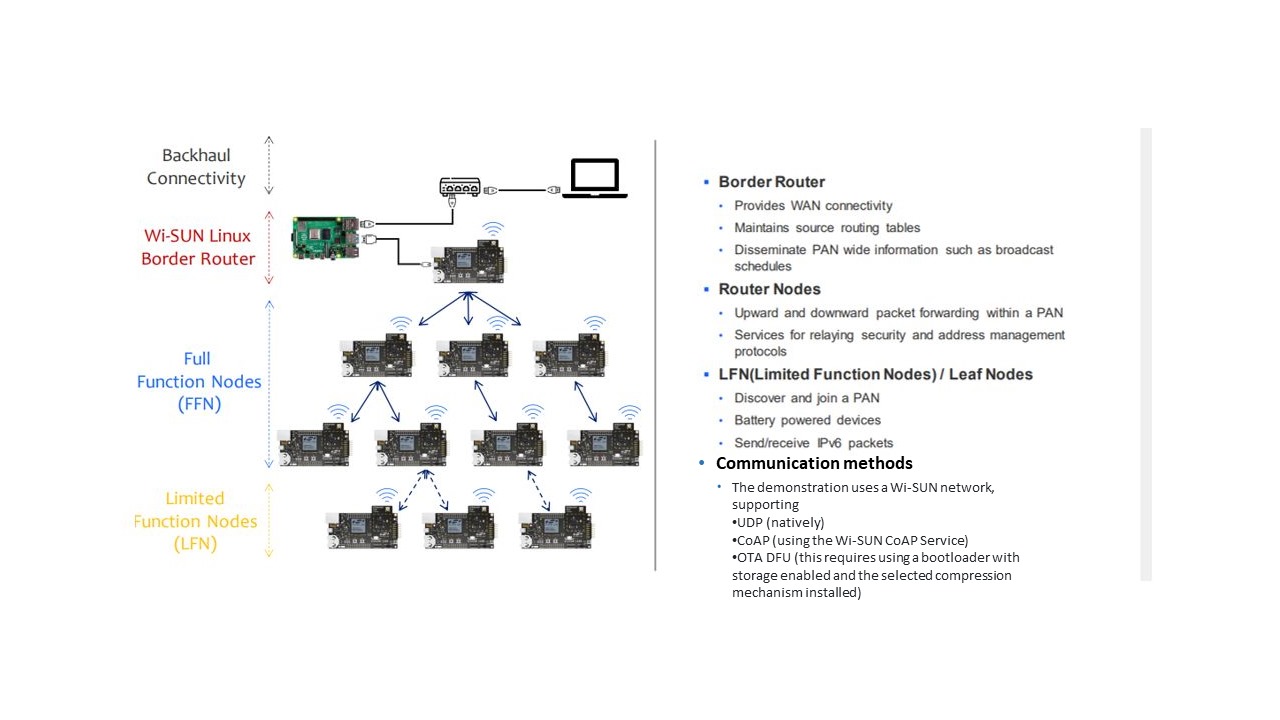 Backhaul
Connectivity
Wi-SUN Linux
Border Router
Full
Function Nodes
(FFN)
Limited
Function Nodes
(LFN)
▪ Border Router
• Provides WAN connectivity
• Maintains source routing tables
• Disseminate PAN wide information such as broadcast
schedules
▪ Router Nodes
• Upward and downward packet forwarding within a PAN
• Services for relaying security and address management
protocols
▪ LFN(Limited Function Nodes) / Leaf Nodes
• Discover and join a PAN
• Battery powered devices
• Send/receive IPv6 packets
• Communication methods
• The demonstration uses a Wi-SUN network,
supporting
•UDP (natively)
•CoAP (using the Wi-SUN CoAP Service)
•OTA DFU (this requires using a bootloader with
storage enabled and the selected compression
mechanism installed)